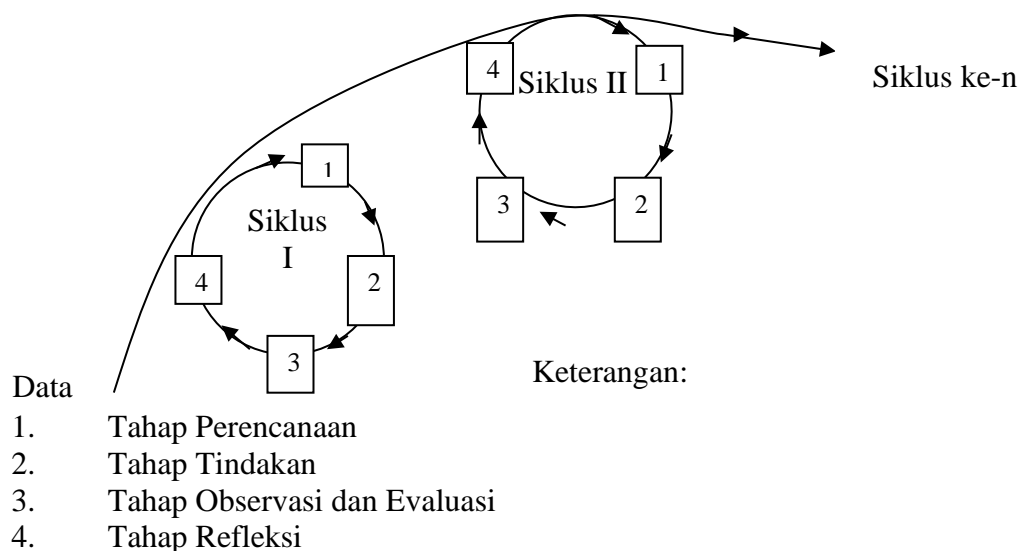 4
1
Siklus II
Siklus ke-n
3
2
1
Siklus
I
4
2
3
Keterangan:
Data
1. Tahap Perencanaan
2. Tahap Tindakan
3. Tahap Observasi dan Evaluasi
4. Tahap Refleksi